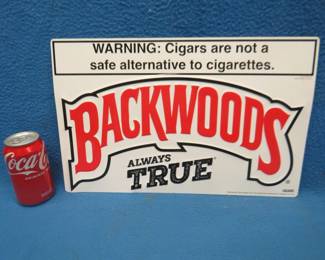 WARNING: Cigars are not a
safe alternative to cigarettes.
BACKWOODS
ALWAYS
TRUE
Coca-Cola